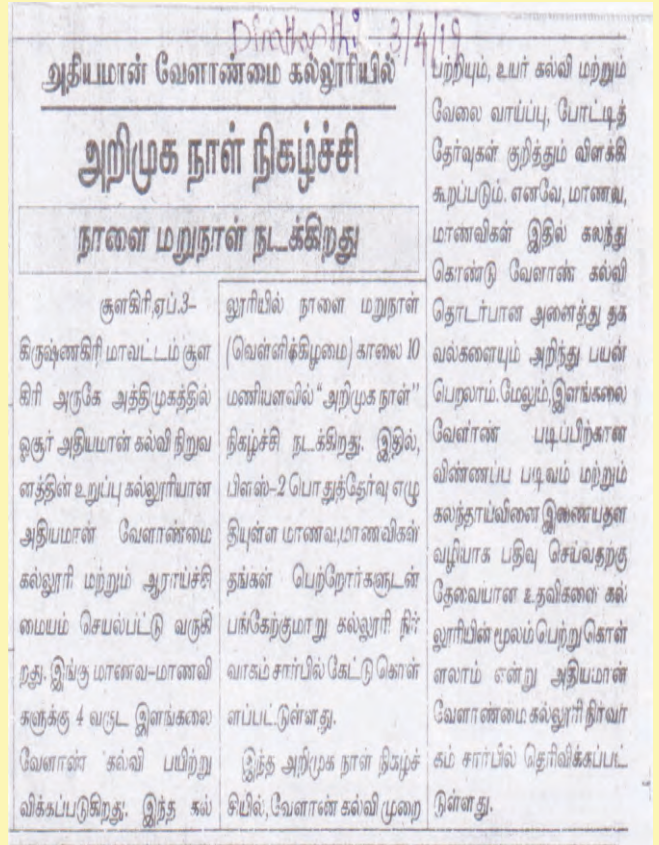 Dinathanthi 3/4/19
அதியமான் வேளாண்மை கல்லூரியில்
அறிமுக நாள் நிகழ்ச்சி
நாளை மறுநாள் நடக்கிறது
சூளகிரி,ஏப்.3–
கிருஷ்ணகிரி மாவட்டம் சூள
கிரி அருகே அத்திமுகத்தில்
ஓசூர் அதியமான் கல்வி நிறுவ
னத்தின் உறுப்பு கல்லூரியான
அதியமான் வேளாண்மை
கல்லூரி மற்றும் ஆராய்ச்சி
மையம் செயல்பட்டு வருகி
றது. இங்கு மாணவ–மாணவி
களுக்கு 4 வருட இளங்கலை
வேளாண் கல்வி பயிற்று
விக்கப்படுகிறது. இந்த கல்
லூரியில் நாளை மறுநாள்
(வெள்ளிக்கிழமை) காலை 10
மணியளவில் "அறிமுக நாள்"
நிகழ்ச்சி நடக்கிறது. இதில்,
பிளஸ்–2 பொதுத்தேர்வு எழு
தியுள்ள மாணவ,மாணவிகள்
தங்கள் பெற்றோர்களுடன்
பங்கேற்குமாறு கல்லூரி நிர்
வாகம் சார்பில் கேட்டு கொள்
ளப்பட்டுள்ளது.
இந்த அறிமுக நாள் நிகழ்ச்
சியில், வேளாண் கல்வி முறை
பற்றியும், உயர் கல்வி மற்றும்
வேலை வாய்ப்பு, போட்டித்
தேர்வுகள் குறித்தும் விளக்கி
கூறப்படும். எனவே, மாணவ,
மாணவிகள் இதில் கலந்து
கொண்டு வேளாண் கல்வி
தொடர்பான அனைத்து தக
வல்களையும் அறிந்து பயன்
பெறலாம். மேலும், இளங்கலை
வேளாண் படிப்பிற்கான
விண்ணப்ப படிவம் மற்றும்
கலந்தாய்வினை இணையதள
வழியாக பதிவு செய்வதற்கு
தேவையான உதவிகளை கல்
லூரியின் மூலம் பெற்று கொள்
ளலாம் என்று அதியமான்
வேளாண்மை கல்லூரி நிர்வா
கம் சார்பில் தெரிவிக்கப்பட்
டுள்ளது.